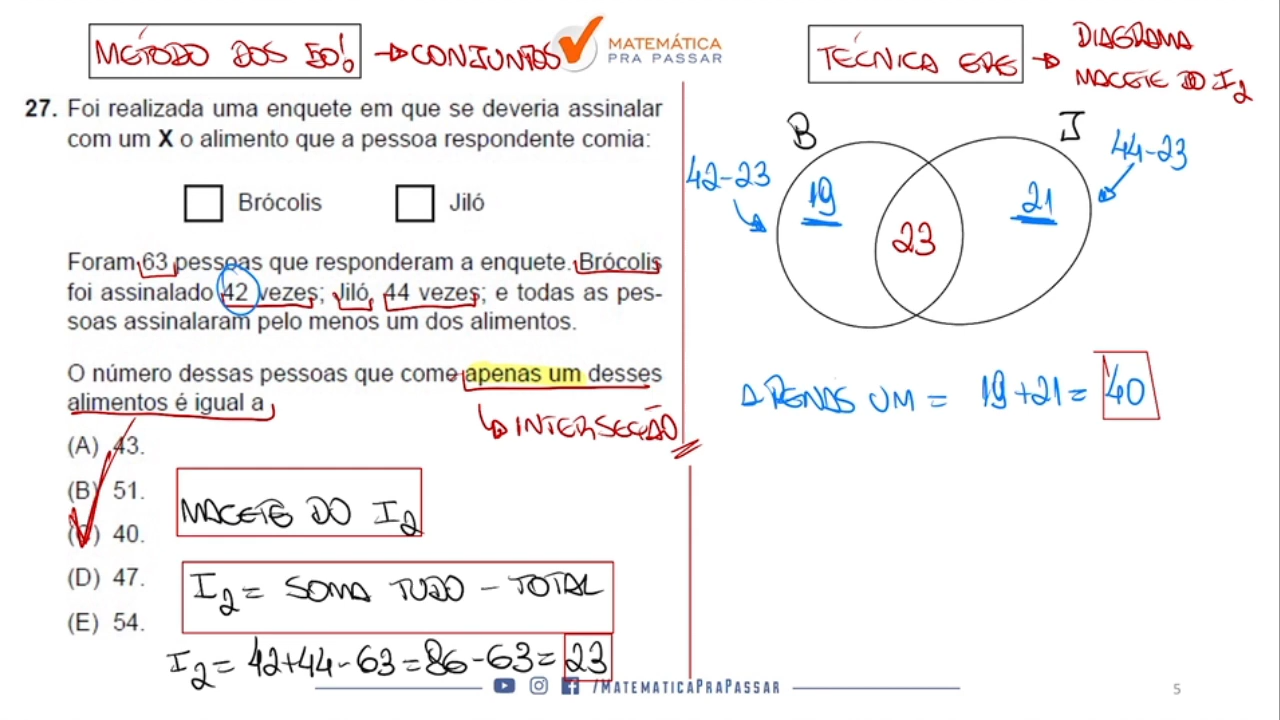 MÉTODO DOS 50! → CONJUNTOS
MATEMÁTICA
PRA PASSAR
TÉCNICA → DIAGRAMA
MACETE DO I2
27. Foi realizada uma enquete em que se deveria assinalar
com um X o alimento que a pessoa respondente comia:
Brócolis Jiló
Foram 63 pessoas que responderam a enquete. Brócolis
foi assinalado 42 vezes; Jiló, 44 vezes; e todas as pes-
soas assinalaram pelo menos um dos alimentos.
O número dessas pessoas que come apenas um desses
alimentos é igual a
INTERSECÇÃO
(A) 43.
(B) 51.
(C) 40.
(D) 47.
(E) 54.
MACETE DO I2
I2 = SOMA TUDO - TOTAL
I2 = 42+44-63 = 86-63 = 23
B J
42-23 44-23
19 23 21
APENAS UM = 19+21 = 40
/MATEMATICAPRAPASSAR
5